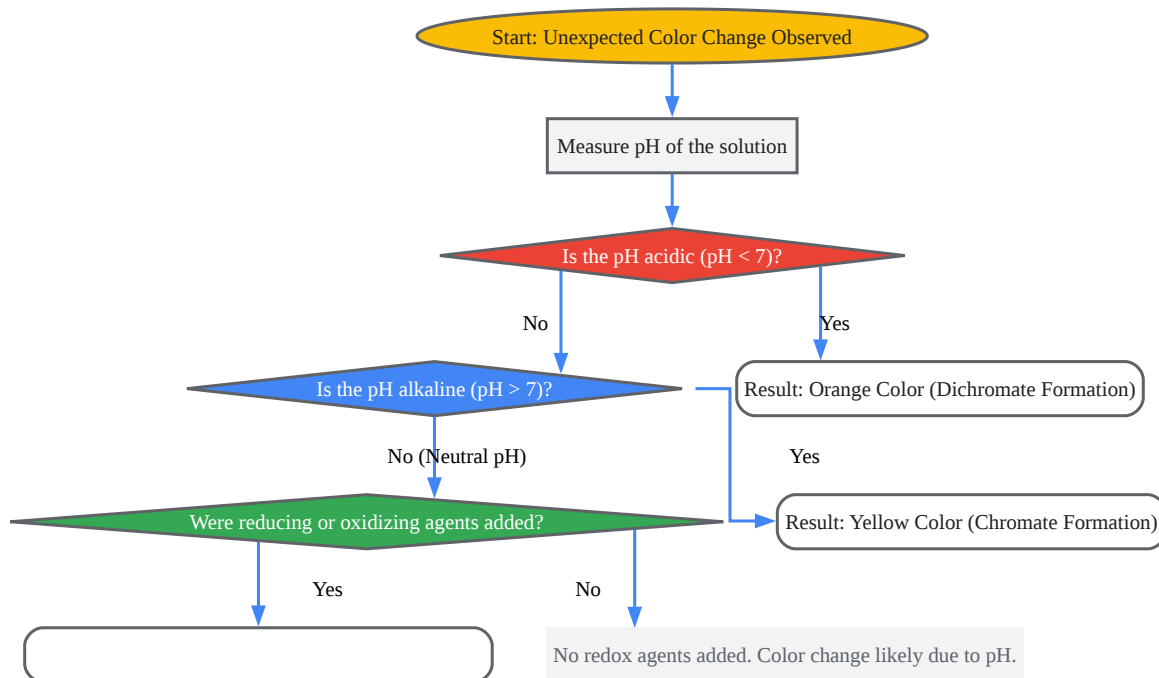 Start: Unexpected Color Change Observed
Measure pH of the solution
Is the pH acidic (pH < 7)?
No
Yes
Is the pH alkaline (pH > 7)?
Result: Orange Color (Dichromate Formation)
No (Neutral pH)
Yes
Were reducing or oxidizing agents added?
Result: Yellow Color (Chromate Formation)
Yes
No
No redox agents added. Color change likely due to pH.